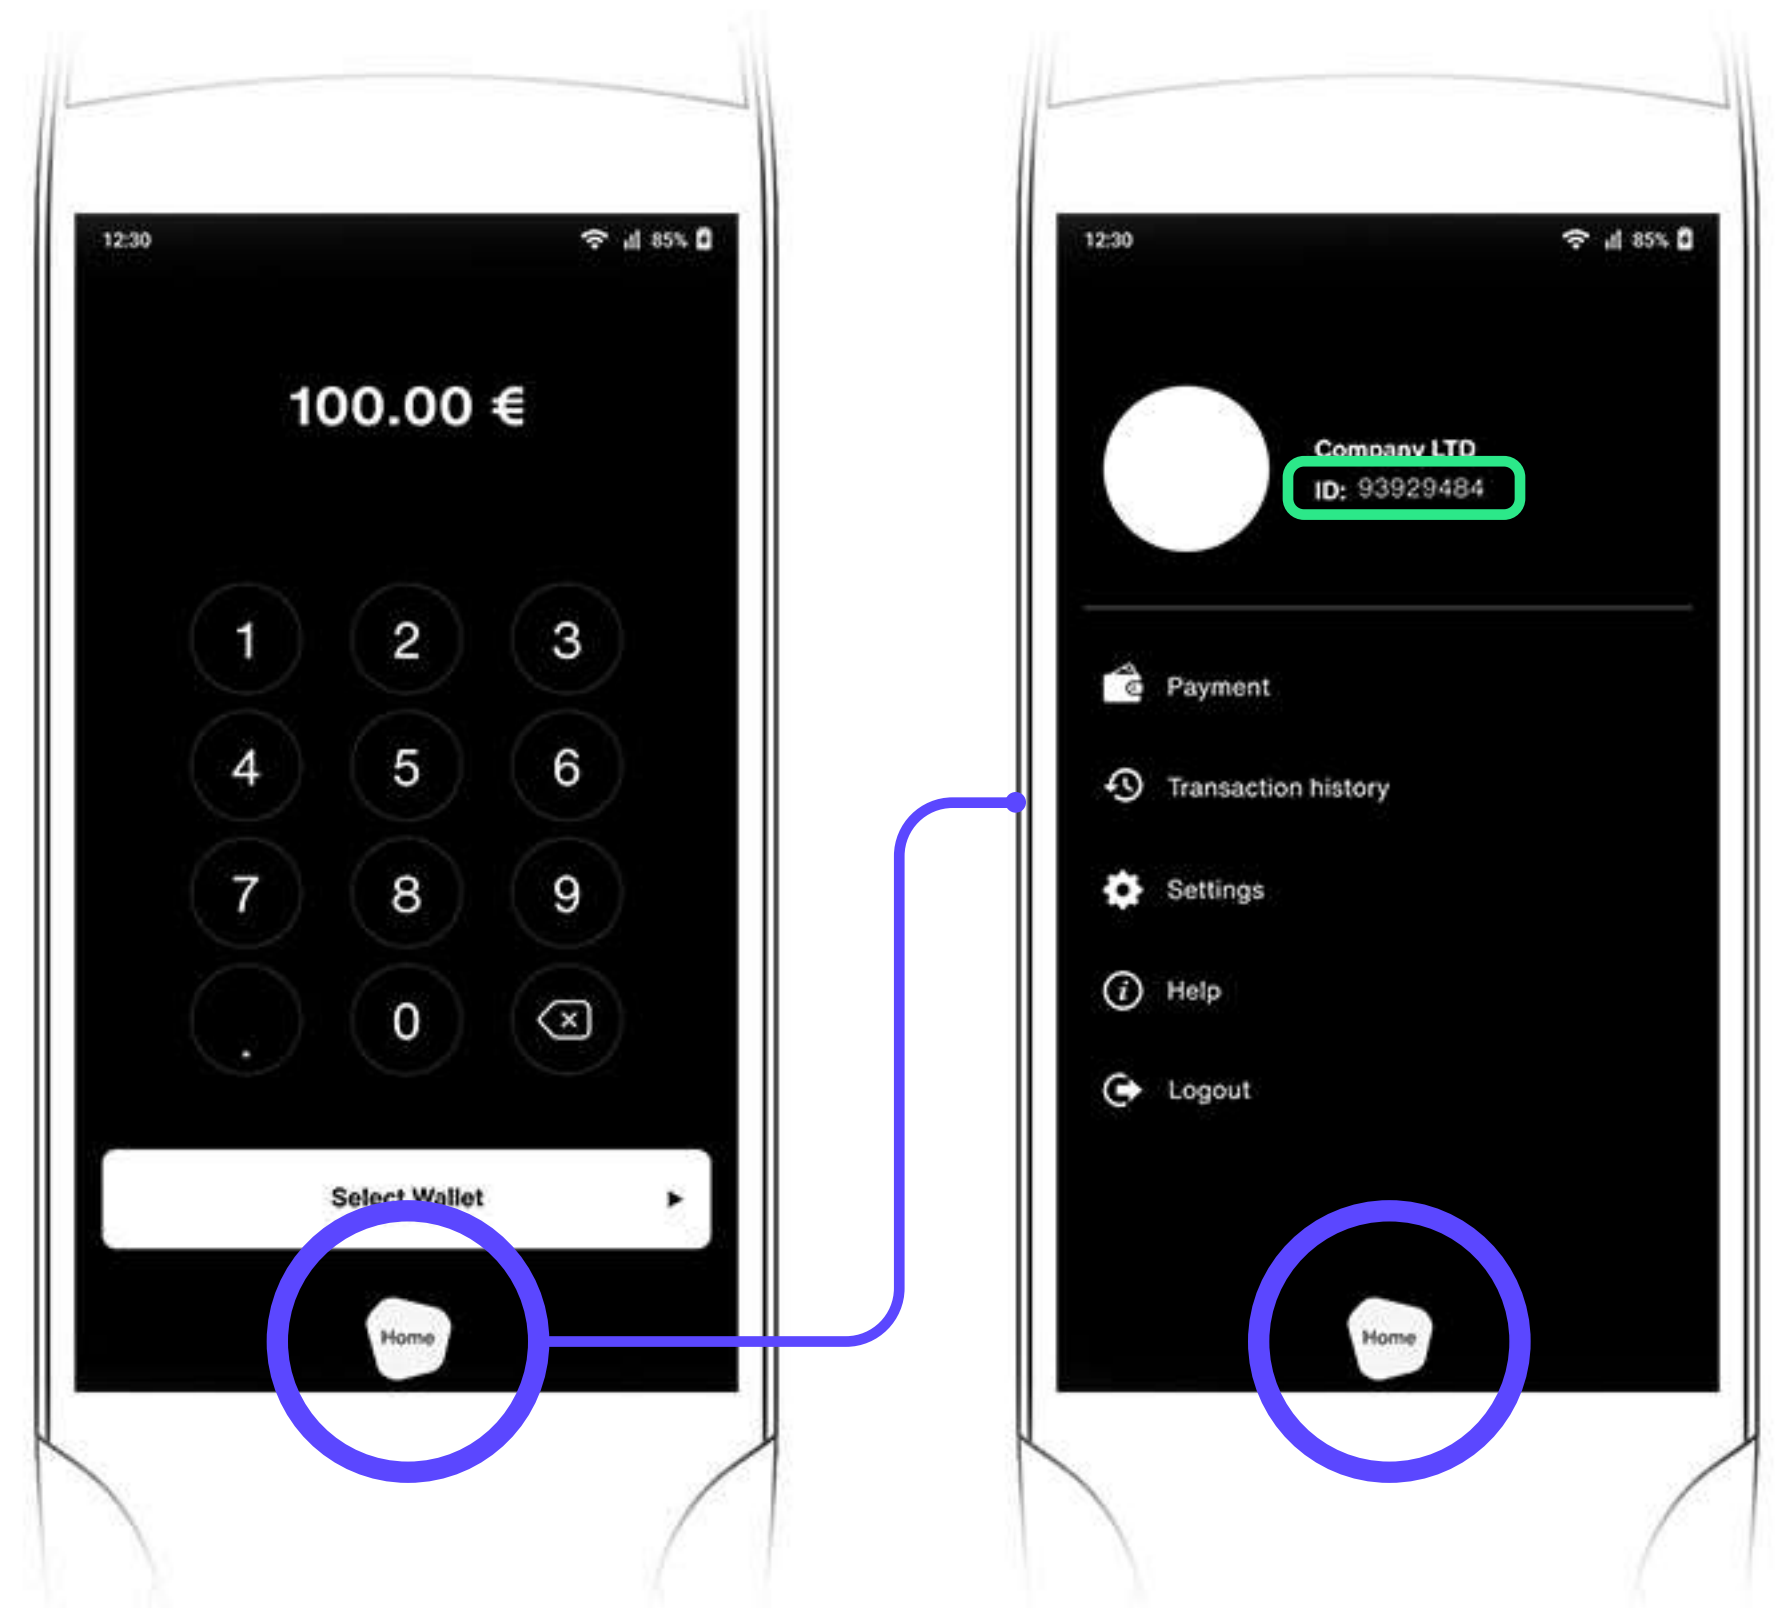 12:30
85%
100.00 €
1 2 3
4 5 6
7 8 9
. 0
Select Wallet
Home
12:30
85%
Company LTD
ID: 93929484
Payment
Transaction history
Settings
Help
Logout
Home